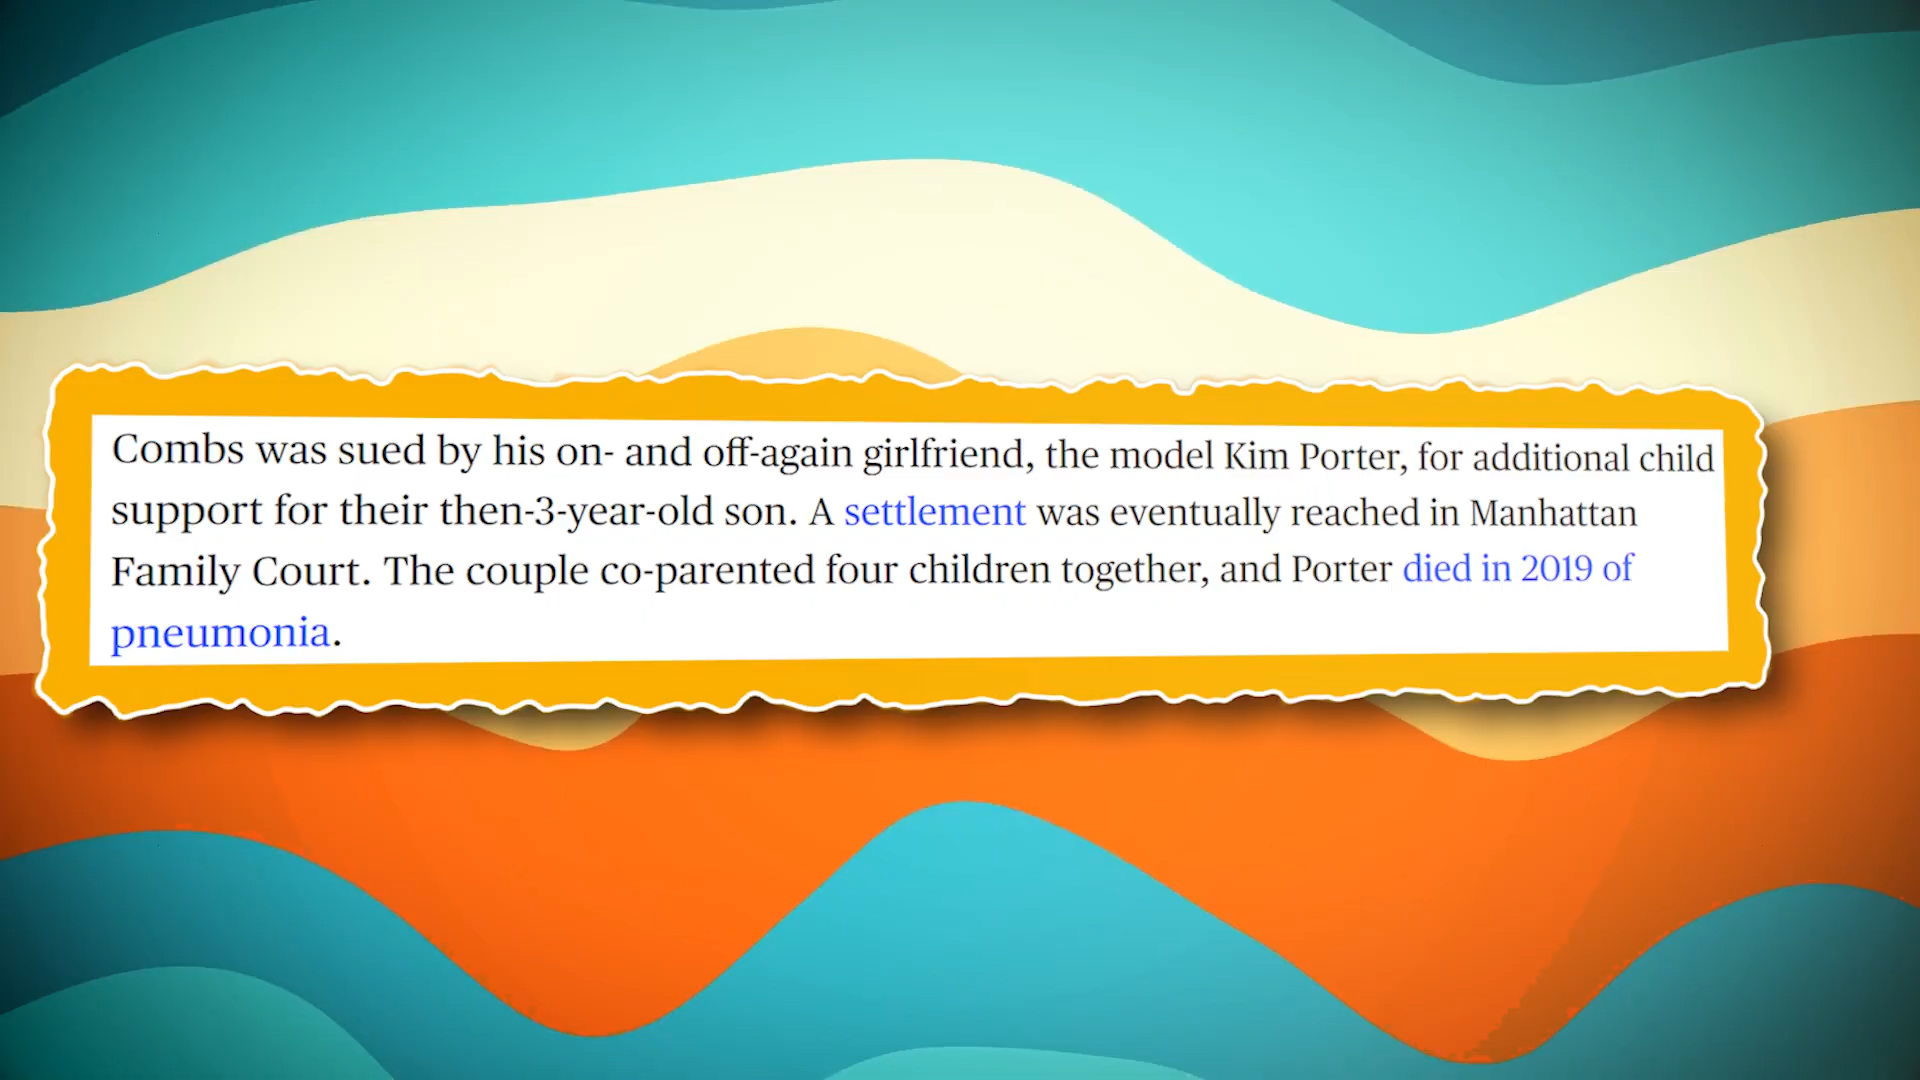 Combs was sued by his on- and off-again girlfriend, the model Kim Porter, for additional child
support for their then-3-year-old son. A settlement was eventually reached in Manhattan
Family Court. The couple co-parented four children together, and Porter died in 2019 of
pneumonia.